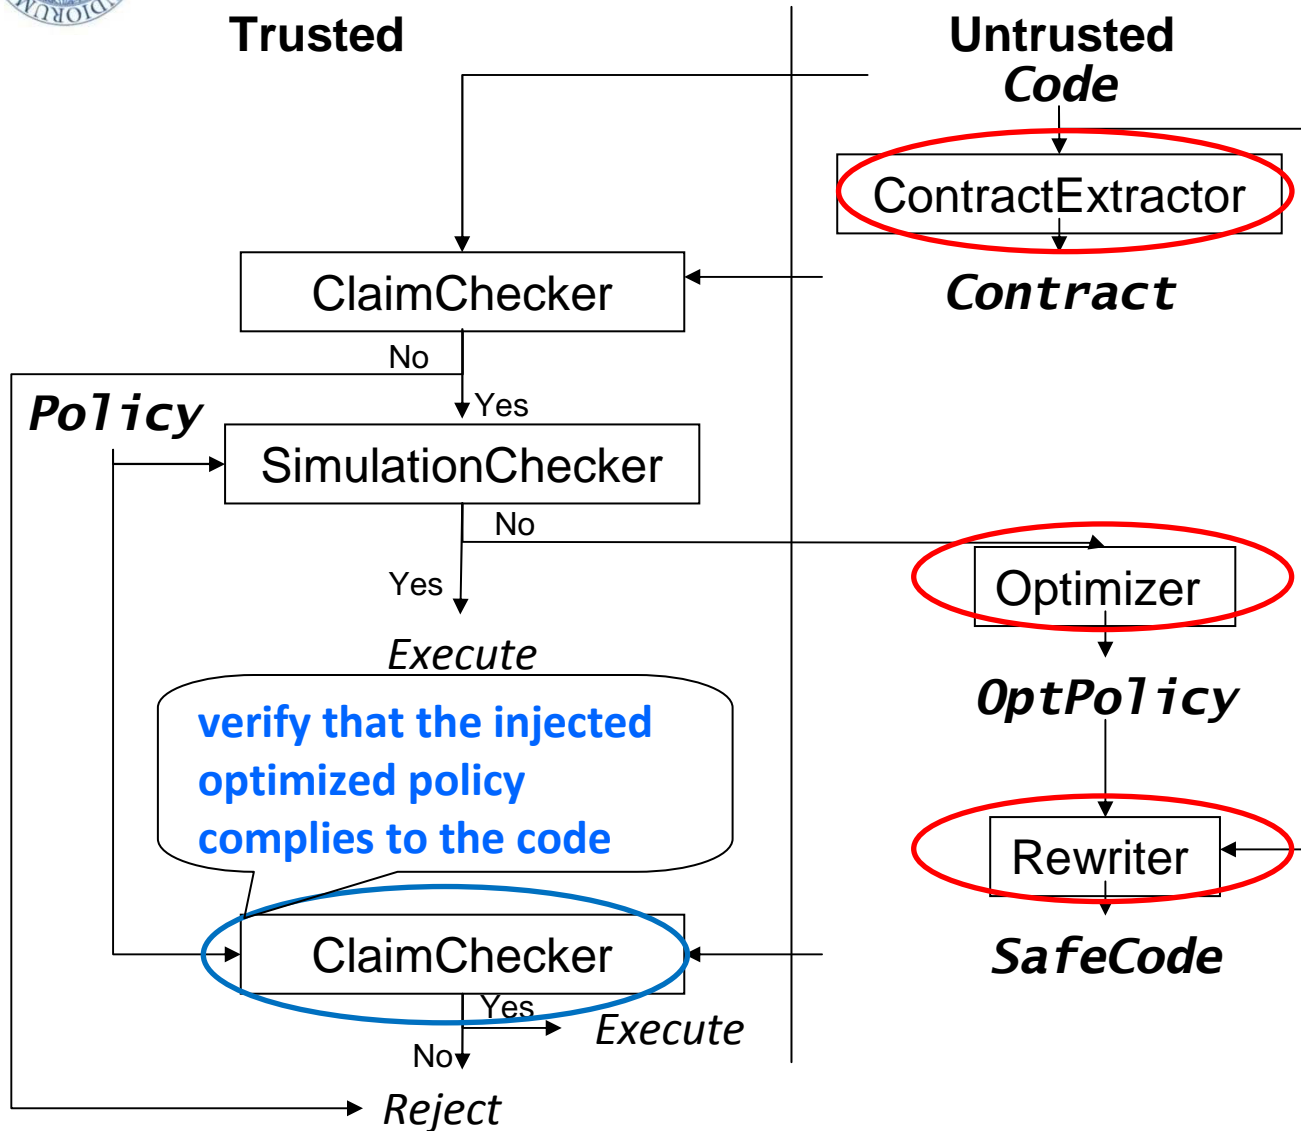 UDIORUM
Trusted
Untrusted
Code
ContractExtractor
Contract
ClaimChecker
No
Yes
Policy
SimulationChecker
No
Yes
Execute
Optimizer
OptPolicy
verify that the injected
optimized policy
complies to the code
Rewriter
SafeCode
ClaimChecker
Yes
Execute
No
Reject